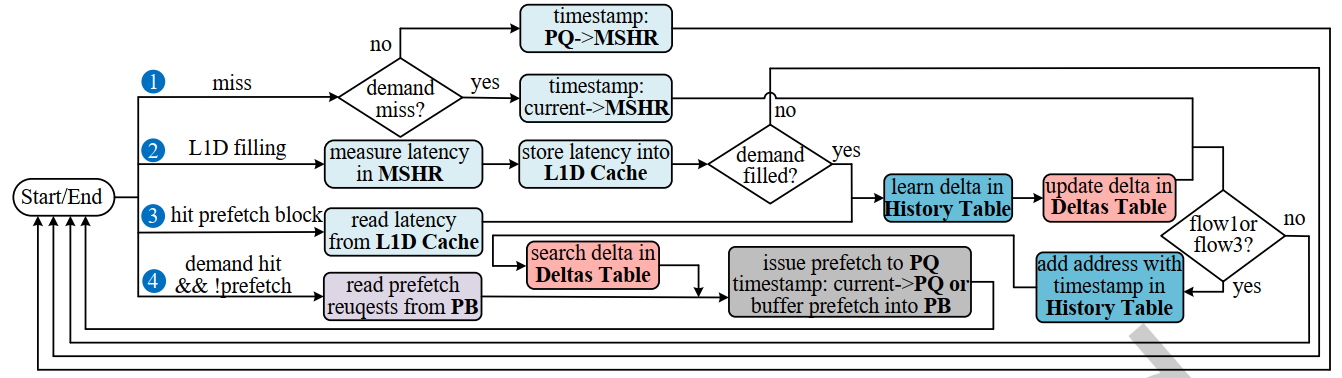 timestamp:
PQ->MSHR
no
1
miss
demand
miss?
yes
timestamp:
current->MSHR
no
2
L1D filling
measure latency
in MSHR
store latency into
L1D Cache
demand
filled?
yes
Start/End
learn delta in
History Table
update delta in
Deltas Table
3
hit prefetch block
read latency
from L1D Cache
flow1or
flow3?
no
yes
4
demand hit
&& !prefetch
read prefetch
reuqests from PB
search delta in
Deltas Table
issue prefetch to PQ
timestamp: current->PQ or
buffer prefetch into PB
add address with
timestamp in
History Table